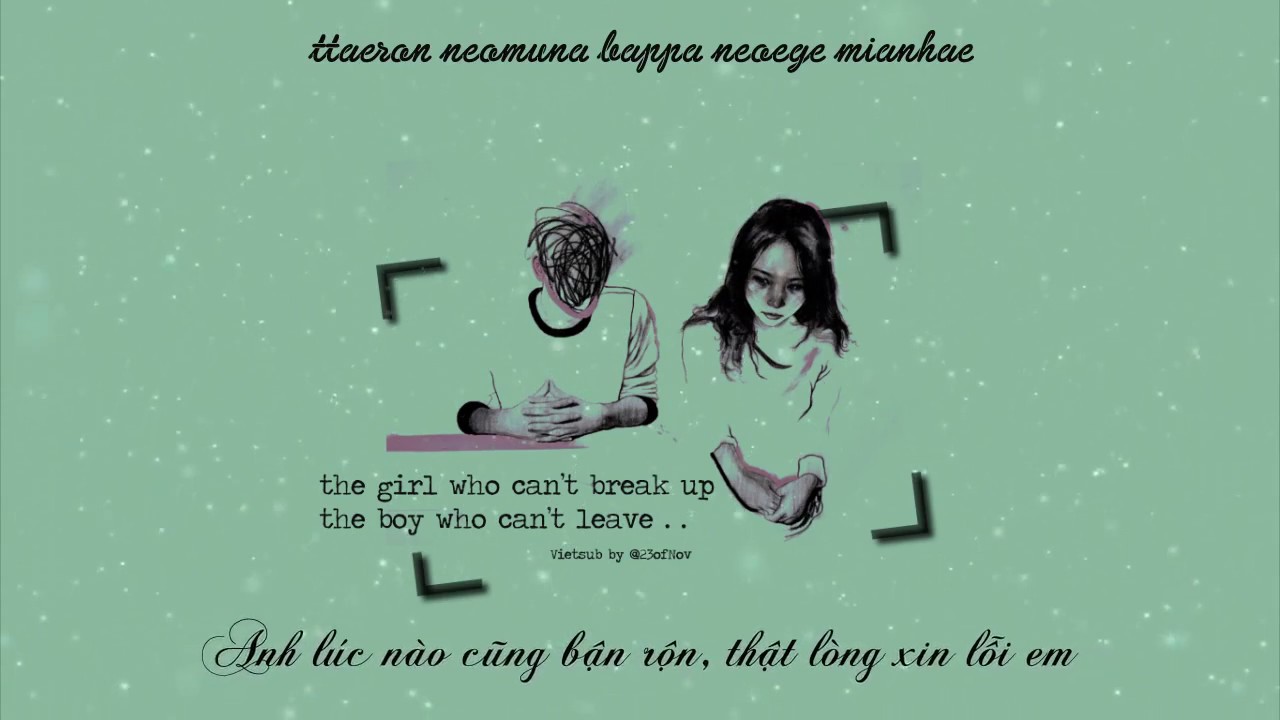 Haeron neomuna bappa neoege mianhae
the girl who can't break up
the boy who can't leave . .
Vietsub by @23ofNov
Anh lúc nào cũng bận rộn, thật lòng xin lỗi em